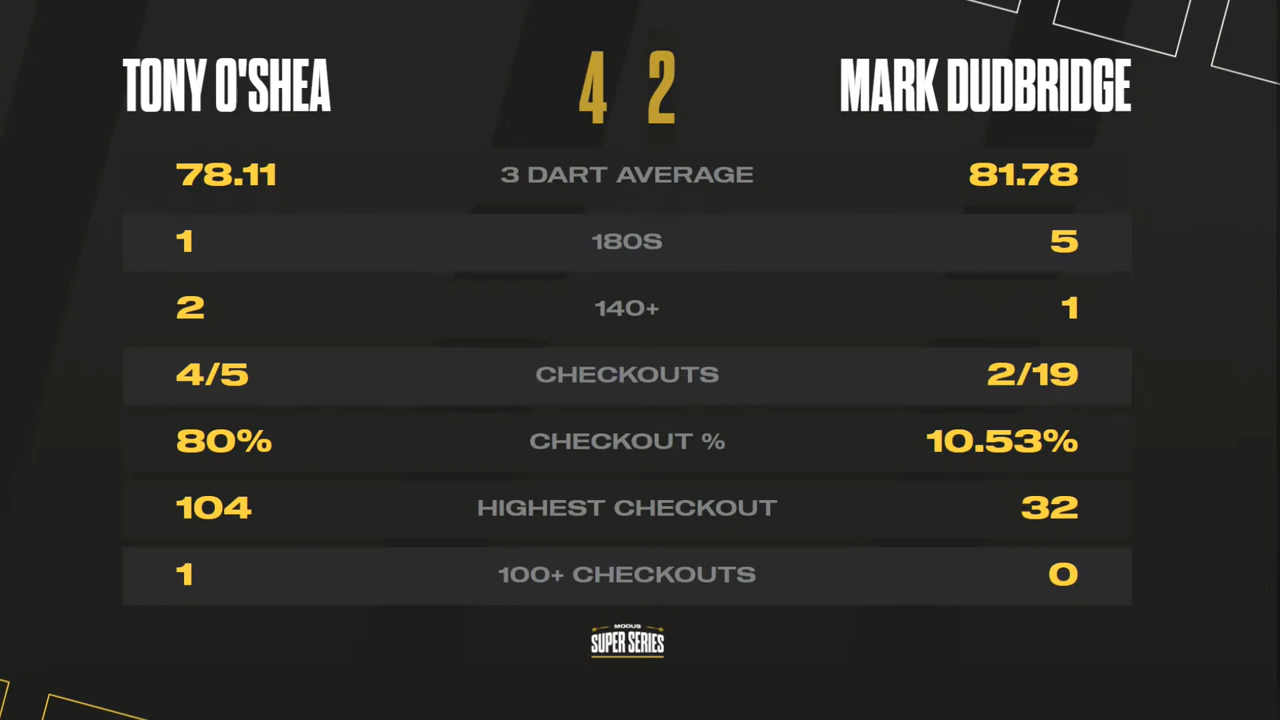 TONY O'SHEA 4 2 MARK DUDBRIDGE
78.11 3 DART AVERAGE 81.78
1 180S 5
2 140+ 1
4/5 CHECKOUTS 2/19
80% CHECKOUT % 10.53%
104 HIGHEST CHECKOUT 32
1 100+ CHECKOUTS 0
MODUS
SUPER SERIES